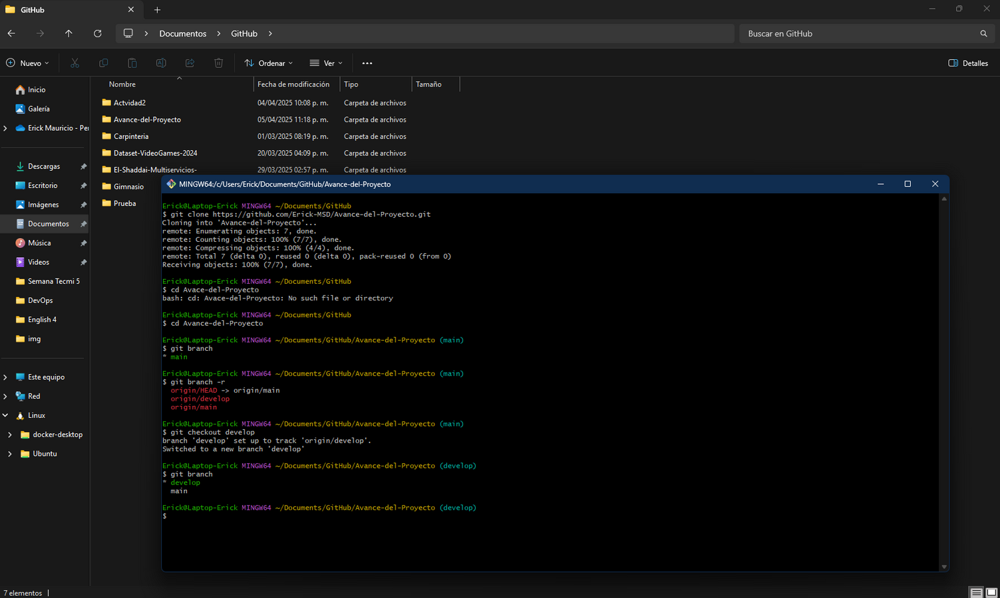 GitHub
Documentos
GitHub
Buscar en GitHub
Nuevo
Ordenar
Ver
Detalles
Nombre
Fecha de modificación
Tipo
Tamaño
Actvidad2 04/04/2025 10:08 p. m. Carpeta de archivos
Avance-del-Proyecto 05/04/2025 11:18 p. m. Carpeta de archivos
Carpinteria 01/03/2025 08:19 p. m. Carpeta de archivos
Dataset-VideoGames-2024 20/03/2025 04:09 p. m. Carpeta de archivos
El-Shaddai-Multiservicios- 29/03/2025 02:57 p. m. Carpeta de archivos
Gimnasio
Prueba
Inicio
Galería
Erick Mauricio - Per
Descargas
Escritorio
Imágenes
Documentos
Música
Videos
Semana Tecmi 5
DevOps
English 4
img
Este equipo
Red
Linux
docker-desktop
Ubuntu
MINGW64:/c/Users/Erick/Documents/GitHub/Avance-del-Proyecto
Erick@Laptop-Erick MINGW64 ~/Documents/GitHub
$ git clone https://github.com/Erick-MSD/Avance-del-Proyecto.git
Cloning into 'Avance-del-Proyecto'...
remote: Enumerating objects: 7, done.
remote: Counting objects: 100% (7/7), done.
remote: Compressing objects: 100% (4/4), done.
remote: Total 7 (delta 0), reused 0 (delta 0), pack-reused 0 (from 0)
Receiving objects: 100% (7/7), done.
Erick@Laptop-Erick MINGW64 ~/Documents/GitHub
$ cd Avace-del-Proyecto
bash: cd: Avace-del-Proyecto: No such file or directory
Erick@Laptop-Erick MINGW64 ~/Documents/GitHub
$ cd Avance-del-Proyecto
Erick@Laptop-Erick MINGW64 ~/Documents/GitHub/Avance-del-Proyecto (main)
$ git branch
* main
Erick@Laptop-Erick MINGW64 ~/Documents/GitHub/Avance-del-Proyecto (main)
$ git branch -r
origin/HEAD -> origin/main
origin/develop
origin/main
Erick@Laptop-Erick MINGW64 ~/Documents/GitHub/Avance-del-Proyecto (main)
$ git checkout develop
branch 'develop' set up to track 'origin/develop'.
Switched to a new branch 'develop'
Erick@Laptop-Erick MINGW64 ~/Documents/GitHub/Avance-del-Proyecto (develop)
$ git branch
* develop
main
Erick@Laptop-Erick MINGW64 ~/Documents/GitHub/Avance-del-Proyecto (develop)
$
7 elementos